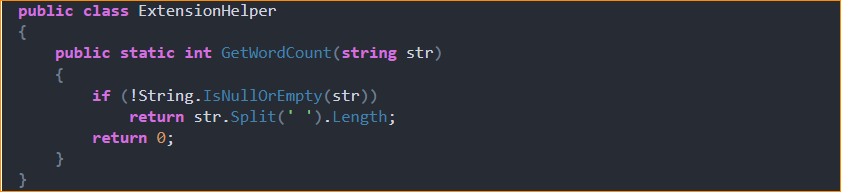 public class ExtensionHelper
{
    public static int GetWordCount(string str)
    {
        if (!String.IsNullOrEmpty(str))
            return str.Split(' ').Length;
        return 0;
    }
}